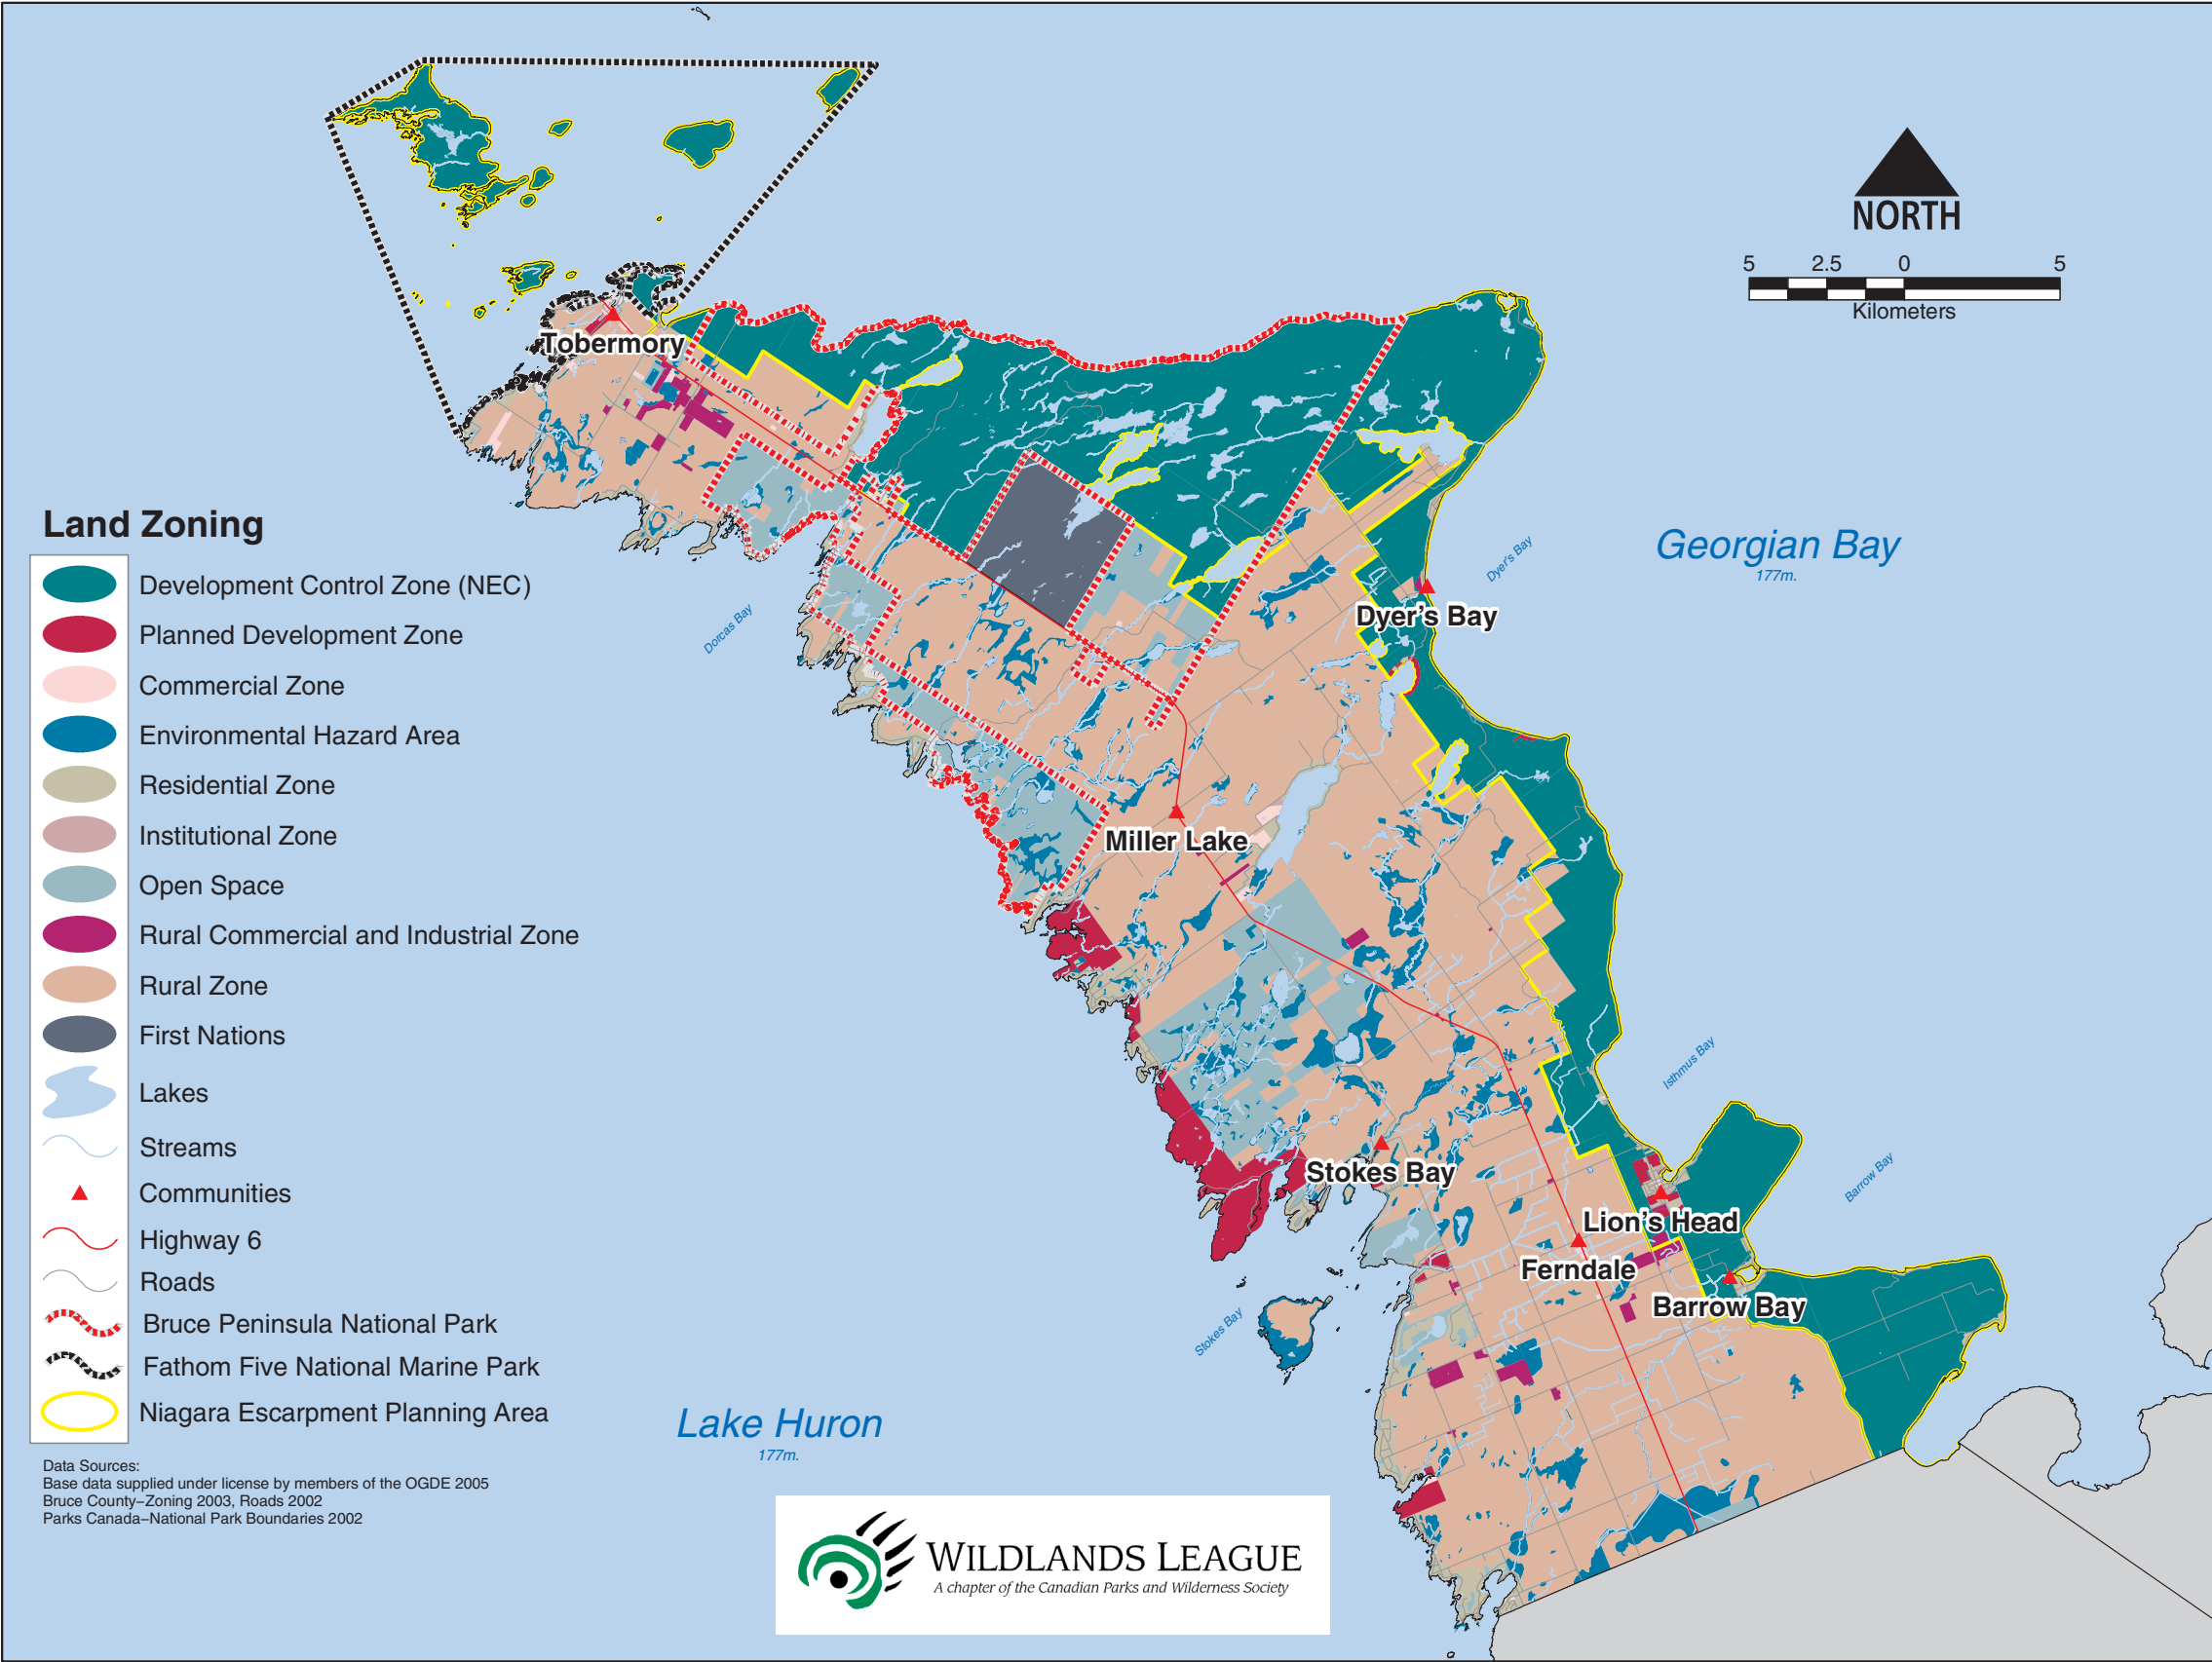 NORTH
5 2.5 0 5
Kilometers
Tobermory
Georgian Bay
177m.
Dyer's Bay
Dyer's Bay
Dorcas Bay
Miller Lake
Isthmus Bay
Stokes Bay
Barrow Bay
Lion's Head
Ferndale
Barrow Bay
Stokes Bay
Lake Huron
177m.
Land Zoning
Development Control Zone (NEC)
Planned Development Zone
Commercial Zone
Environmental Hazard Area
Residential Zone
Institutional Zone
Open Space
Rural Commercial and Industrial Zone
Rural Zone
First Nations
Lakes
Streams
Communities
Highway 6
Roads
Bruce Peninsula National Park
Fathom Five National Marine Park
Niagara Escarpment Planning Area
Data Sources:
Base data supplied under license by members of the OGDE 2005
Bruce County–Zoning 2003, Roads 2002
Parks Canada–National Park Boundaries 2002
WILDLANDS LEAGUE
A chapter of the Canadian Parks and Wilderness Society